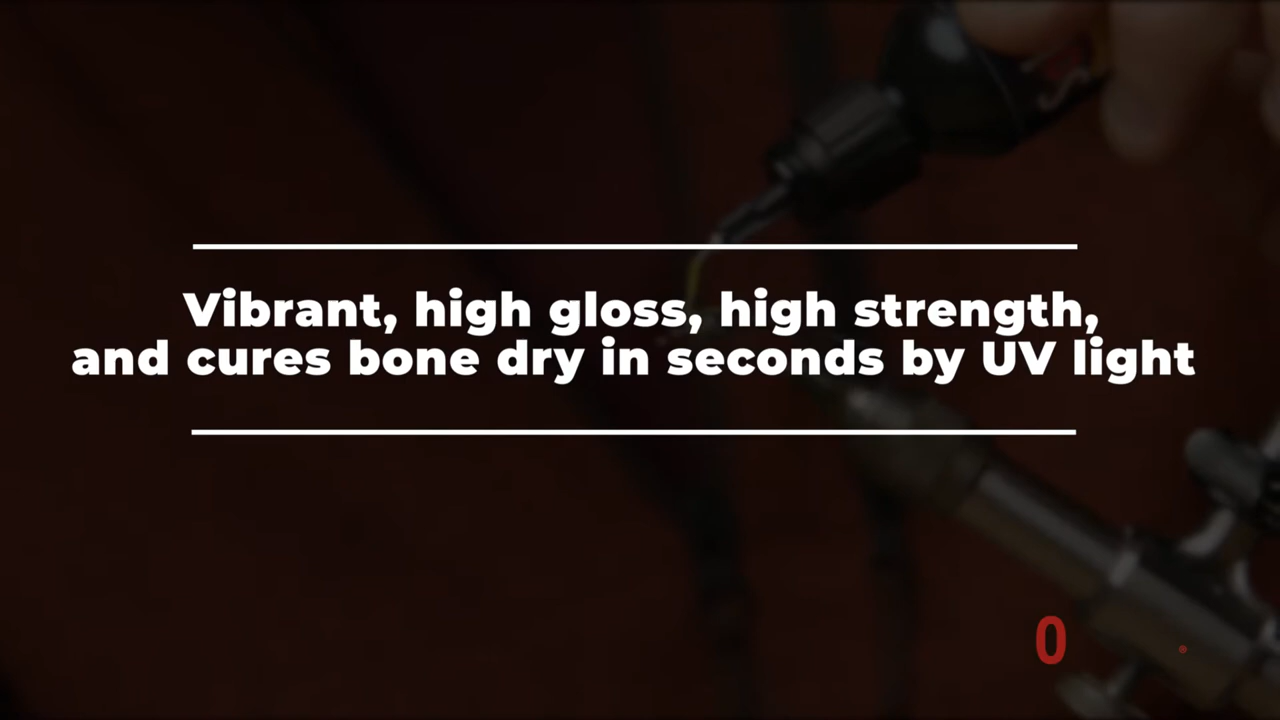 Vibrant, high gloss, high strength,
and cures bone dry in seconds by UV light
0
®